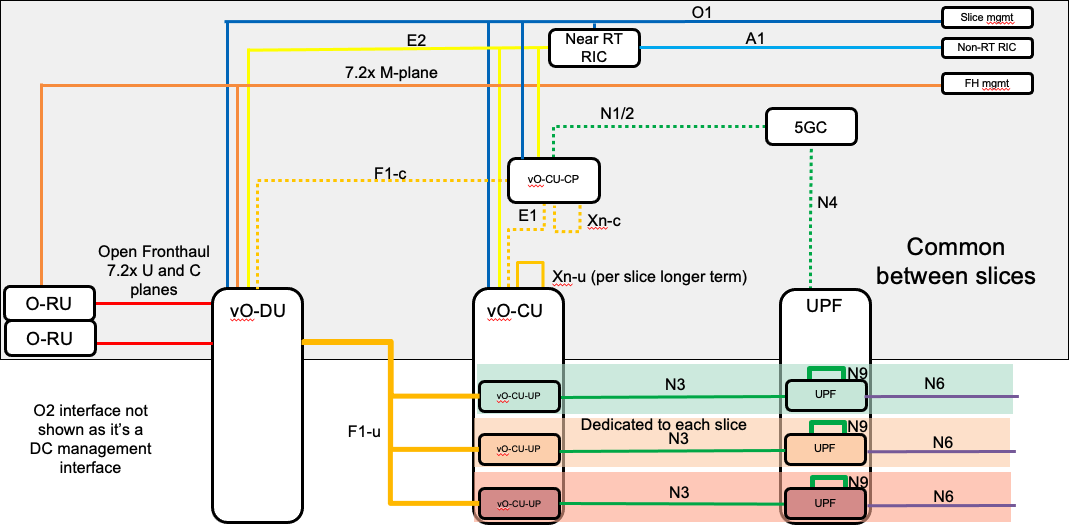 O1
Slice mgmt
E2
Near RT
RIC
A1
Non-RT RIC
7.2x M-plane
FH mgmt
N1/2
5GC
F1-c
vO-CU-CP
E1
Xn-c
N4
Open Fronthaul
7.2x U and C
planes
Common
between slices
Xn-u (per slice longer term)
O-RU
O-RU
vO-DU
vO-CU
UPF
N9
vO-CU-UP
N3
UPF
N6
O2 interface not
shown as it's a
DC management
interface
F1-u
Dedicated to each slice
N9
vO-CU-UP
N3
UPF
N6
N9
vO-CU-UP
N3
UPF
N6